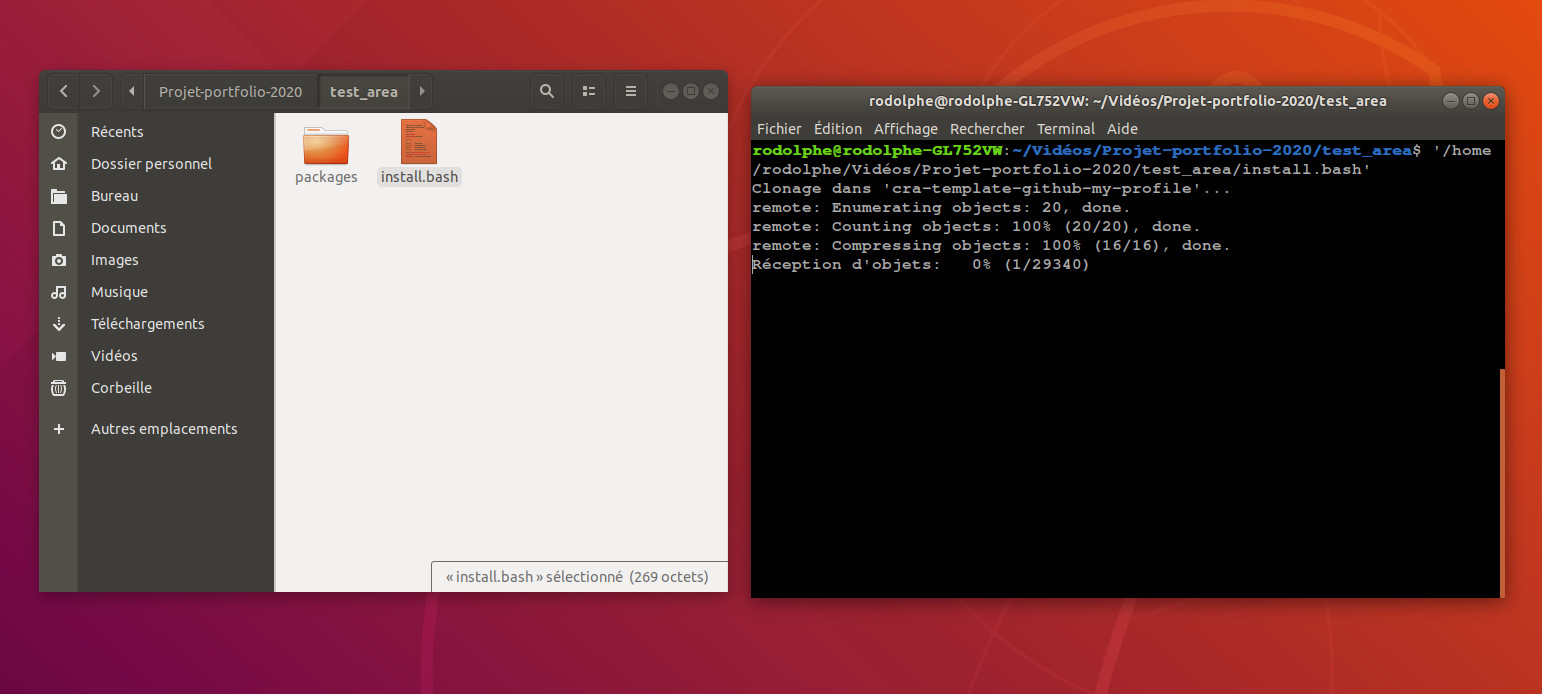 Projet-portfolio-2020 test_area
Récents
Dossier personnel
Bureau
Documents
Images
Musique
Téléchargements
Vidéos
Corbeille
Autres emplacements
packages install.bash
« install.bash » sélectionné (269 octets)
rodolphe@rodolphe-GL752VW: ~/Vidéos/Projet-portfolio-2020/test_area
Fichier Édition Affichage Rechercher Terminal Aide
rodolphe@rodolphe-GL752VW:~/Vidéos/Projet-portfolio-2020/test_area$ '/home
/rodolphe/Vidéos/Projet-portfolio-2020/test_area/install.bash'
Clonage dans 'cra-template-github-my-profile'...
remote: Enumerating objects: 20, done.
remote: Counting objects: 100% (20/20), done.
remote: Compressing objects: 100% (16/16), done.
Réception d'objets:   0% (1/29340)